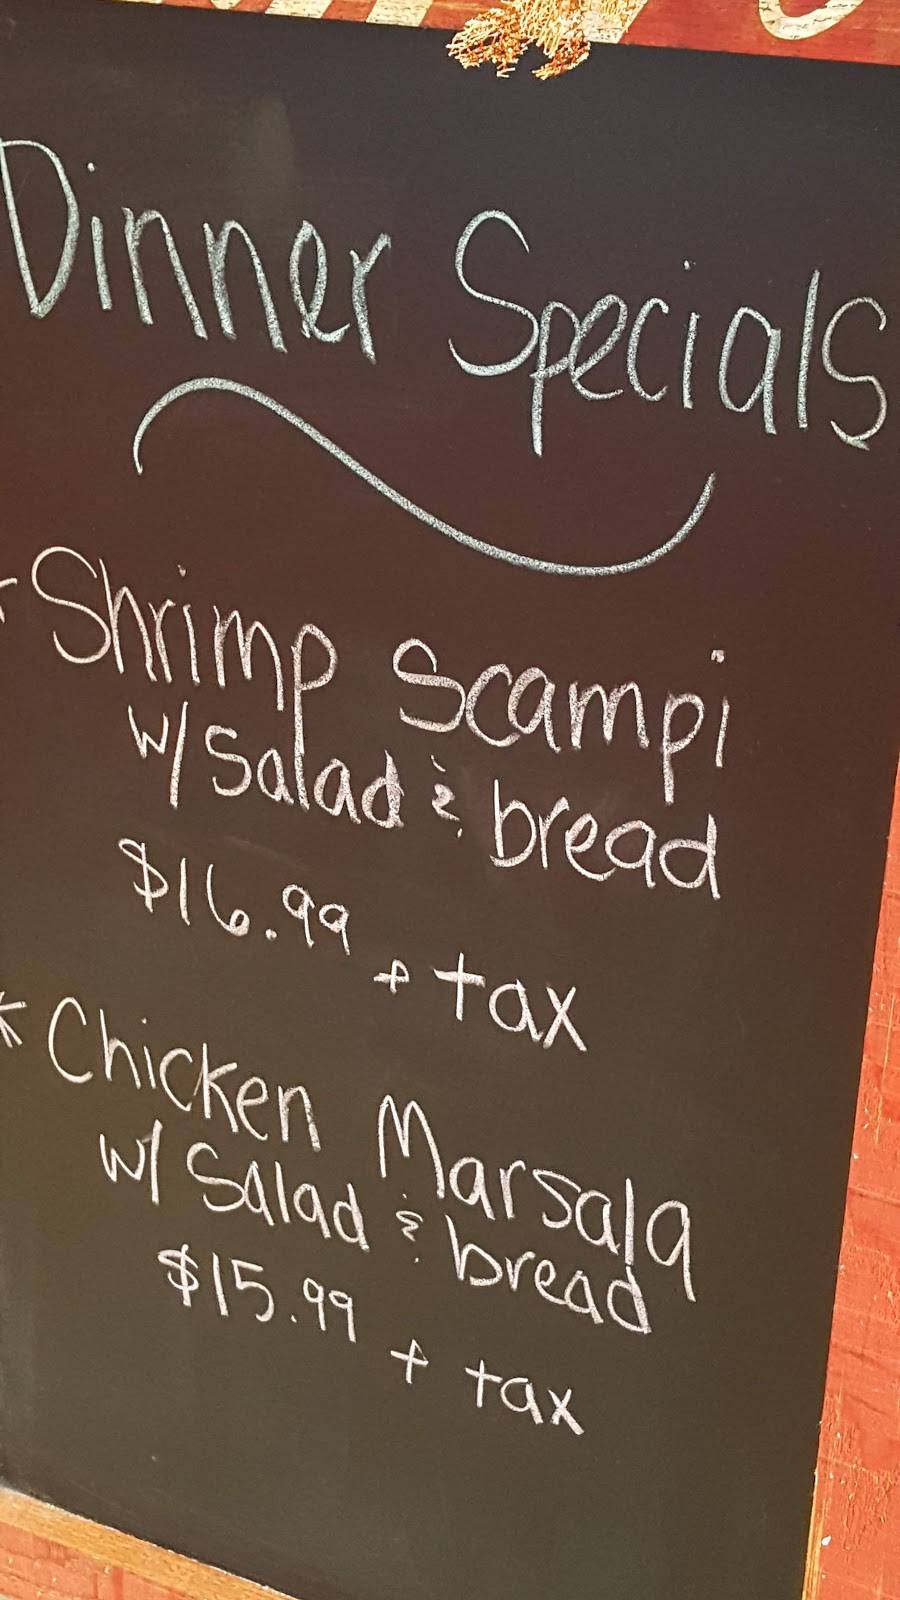 Dinner Specials
* Shrimp Scampi
w/ Salad & bread
$16.99 + tax
* Chicken Marsala
w/ Salad & bread
$15.99 + tax